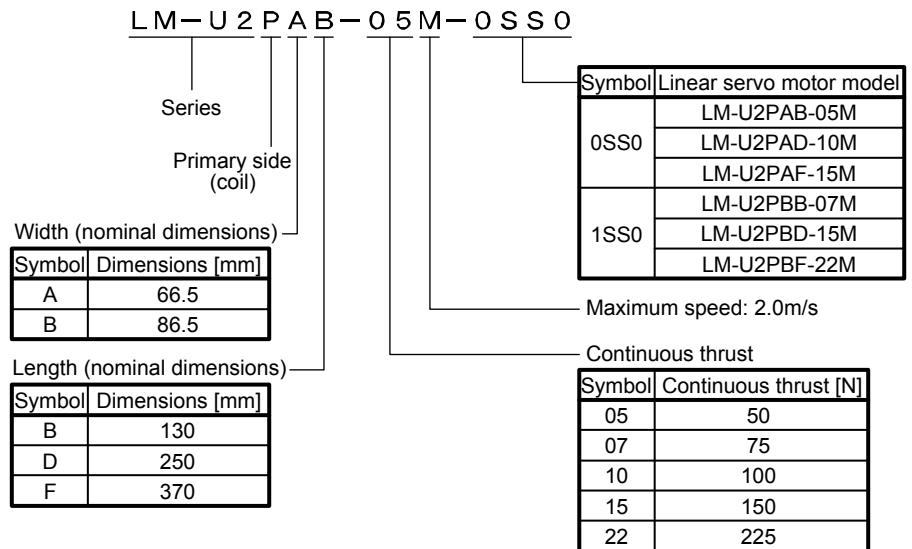 LM-U2PAB-05M-0SS0
Series
Primary side
(coil)
Width (nominal dimensions)
Symbol Dimensions [mm]
A 66.5
B 86.5
Length (nominal dimensions)
Symbol Dimensions [mm]
B 130
D 250
F 370
Symbol Linear servo motor model
0SS0
LM-U2PAB-05M
LM-U2PAD-10M
LM-U2PAF-15M
1SS0
LM-U2PBB-07M
LM-U2PBD-15M
LM-U2PBF-22M
Maximum speed: 2.0m/s
Continuous thrust
Symbol Continuous thrust [N]
05 50
07 75
10 100
15 150
22 225